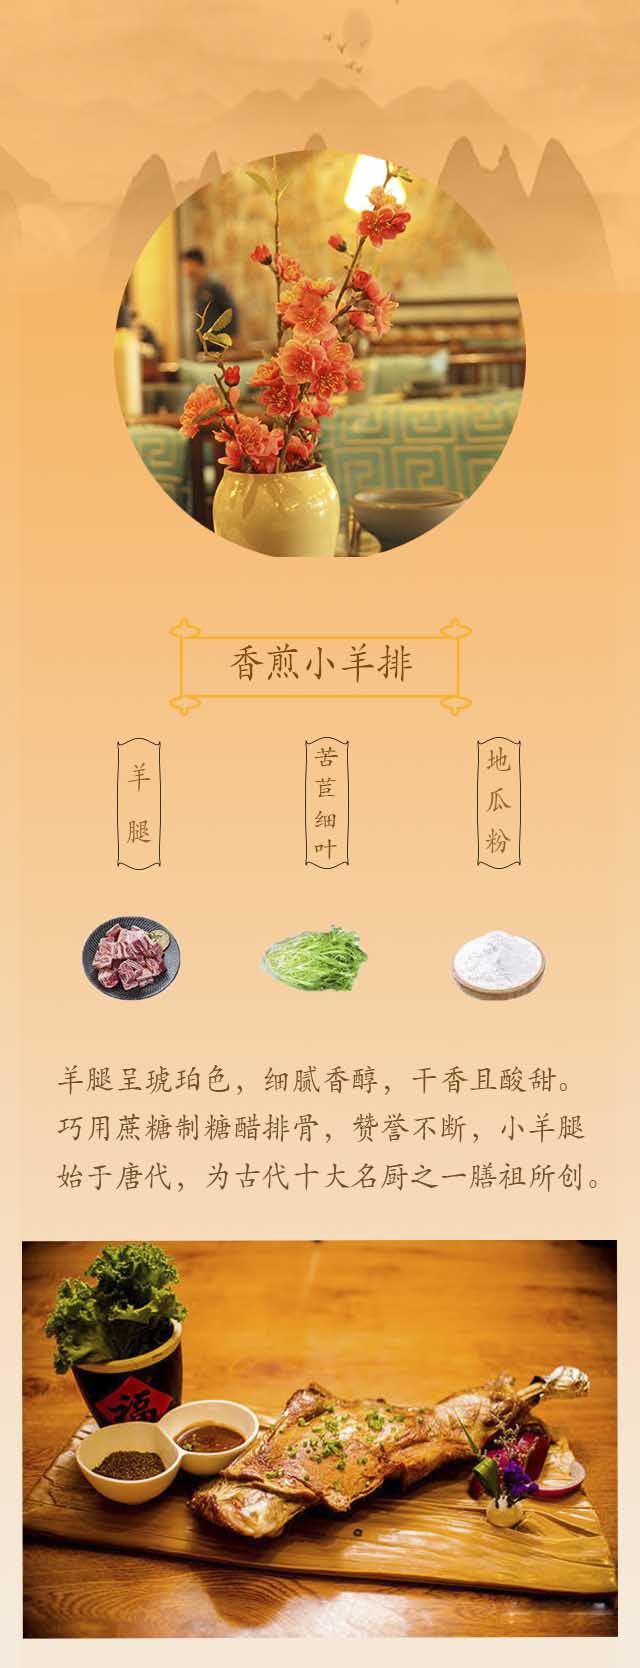 香煎小羊排
羊腿
苦苣细叶
地瓜粉
羊腿呈琥珀色，细腻香醇，干香且酸甜。
巧用蔗糖制糖醋排骨，赞誉不断，小羊腿
始于唐代，为古代十大名厨之一膳祖所创。
福